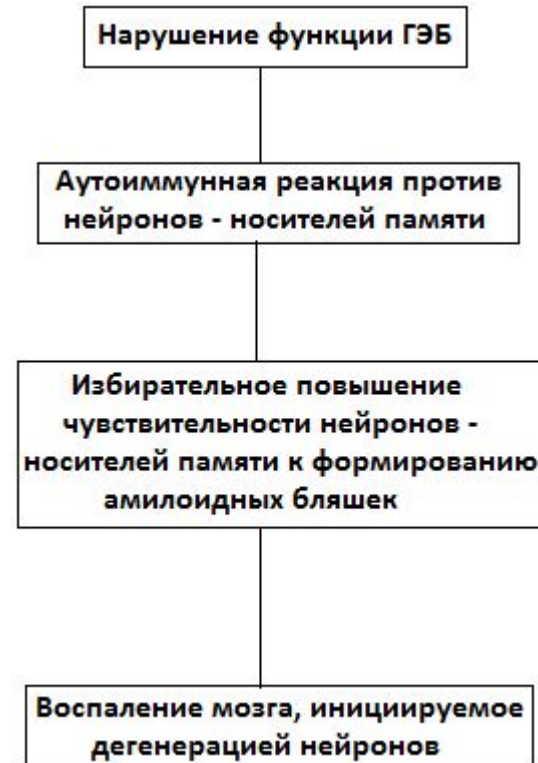 Нарушение функции ГЭБ
Аутоиммунная реакция против
нейронов - носителей памяти
Избирательное повышение
чувствительности нейронов -
носителей памяти к формированию
амилоидных бляшек
Воспаление мозга, инициируемое
дегенерацией нейронов